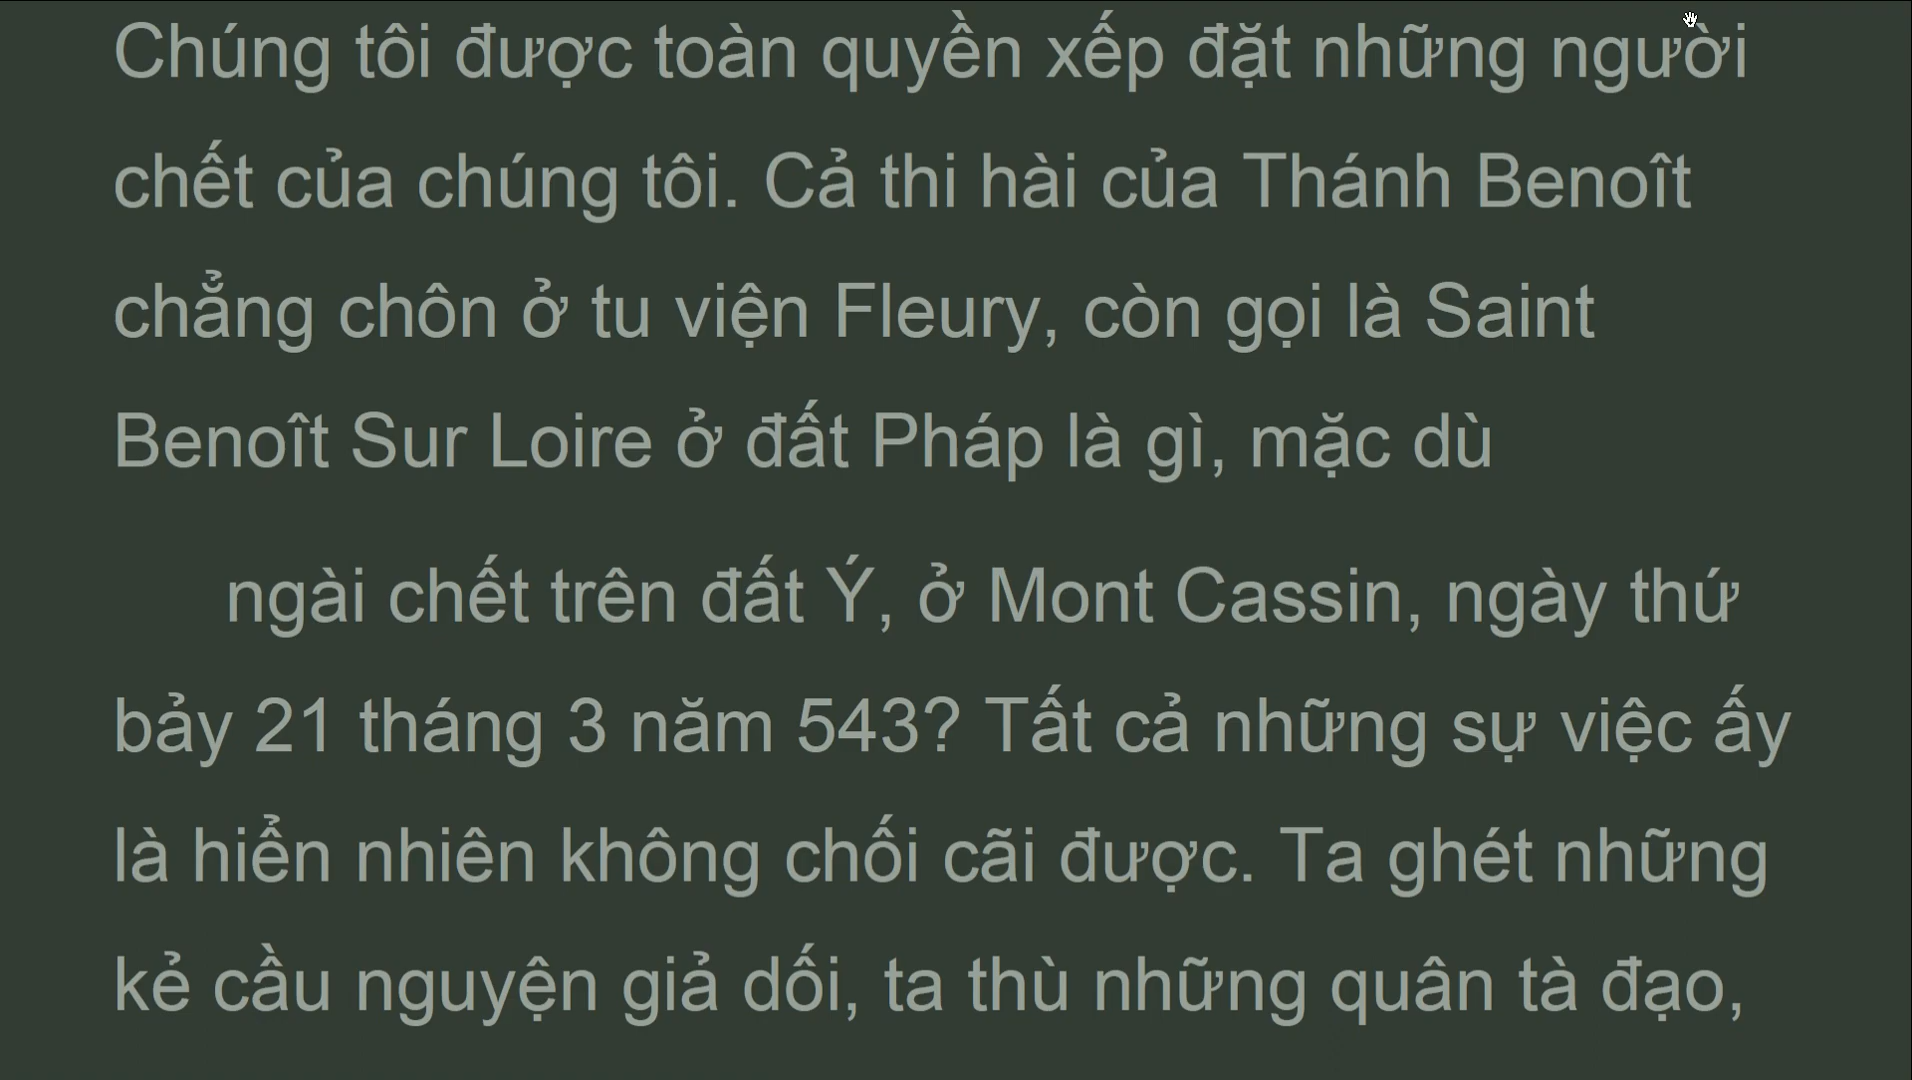 Chúng tôi được toàn quyền xếp đặt những người
chết của chúng tôi. Cả thi hài của Thánh Benoît
chẳng chôn ở tu viện Fleury, còn gọi là Saint
Benoît Sur Loire ở đất Pháp là gì, mặc dù
ngài chết trên đất Ý, ở Mont Cassin, ngày thứ
bảy 21 tháng 3 năm 543? Tất cả những sự việc ấy
là hiển nhiên không chối cãi được. Ta ghét những
kẻ cầu nguyện giả dối, ta thù những quân tà đạo,